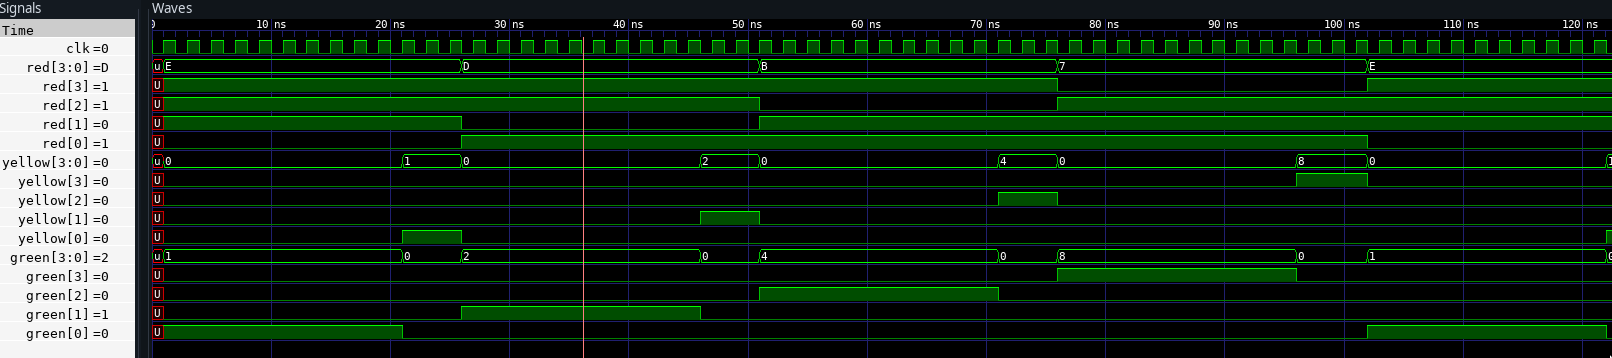 Signals Waves
Time 0 10 ns 20 ns 30 ns 40 ns 50 ns 60 ns 70 ns 80 ns 90 ns 100 ns 110 ns 120 ns
clk=0
red[3:0]=D u E D B 7 E
red[3]=1 U
red[2]=1 U
red[1]=0 U
red[0]=1 U
yellow[3:0]=0 u 0 1 0 2 0 4 0 8 0 1
yellow[3]=0 U
yellow[2]=0 U
yellow[1]=0 U
yellow[0]=0 U
green[3:0]=2 u 1 0 2 0 4 0 8 0 1 0
green[3]=0 U
green[2]=0 U
green[1]=1 U
green[0]=0 U